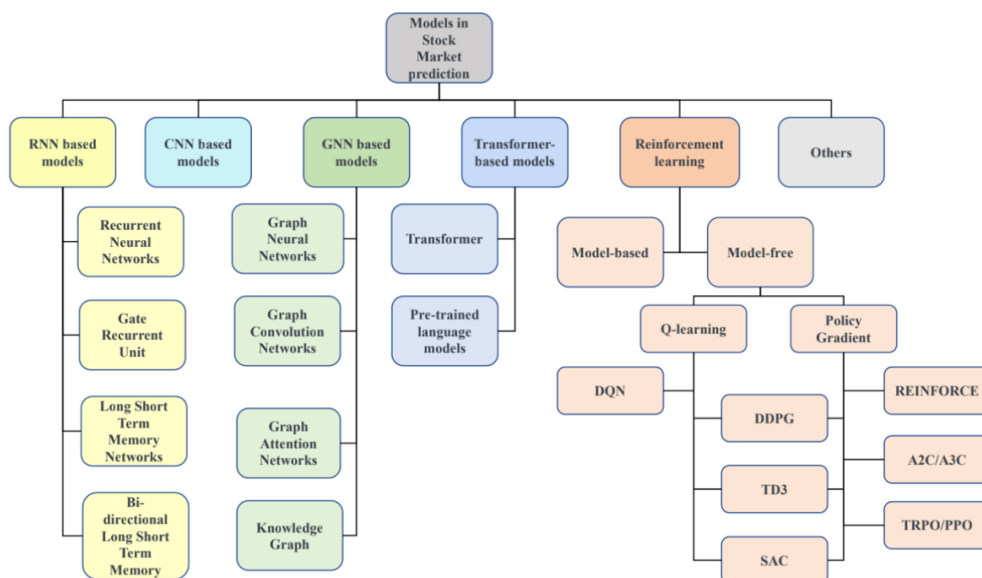 Models in
Stock
Market
prediction
RNN based
models
CNN based
models
GNN based
models
Transformer-
based models
Reinforcement
learning
Others
Recurrent
Neural
Networks
Gate
Recurrent
Unit
Long Short
Term
Memory
Networks
Bi-
directional
Long Short
Term
Memory
Graph
Neural
Networks
Graph
Convolution
Networks
Graph
Attention
Networks
Knowledge
Graph
Transformer
Pre-trained
language
models
Model-based
Model-free
Q-learning
Policy
Gradient
DQN
DDPG
TD3
SAC
REINFORCE
A2C/A3C
TRPO/PPO